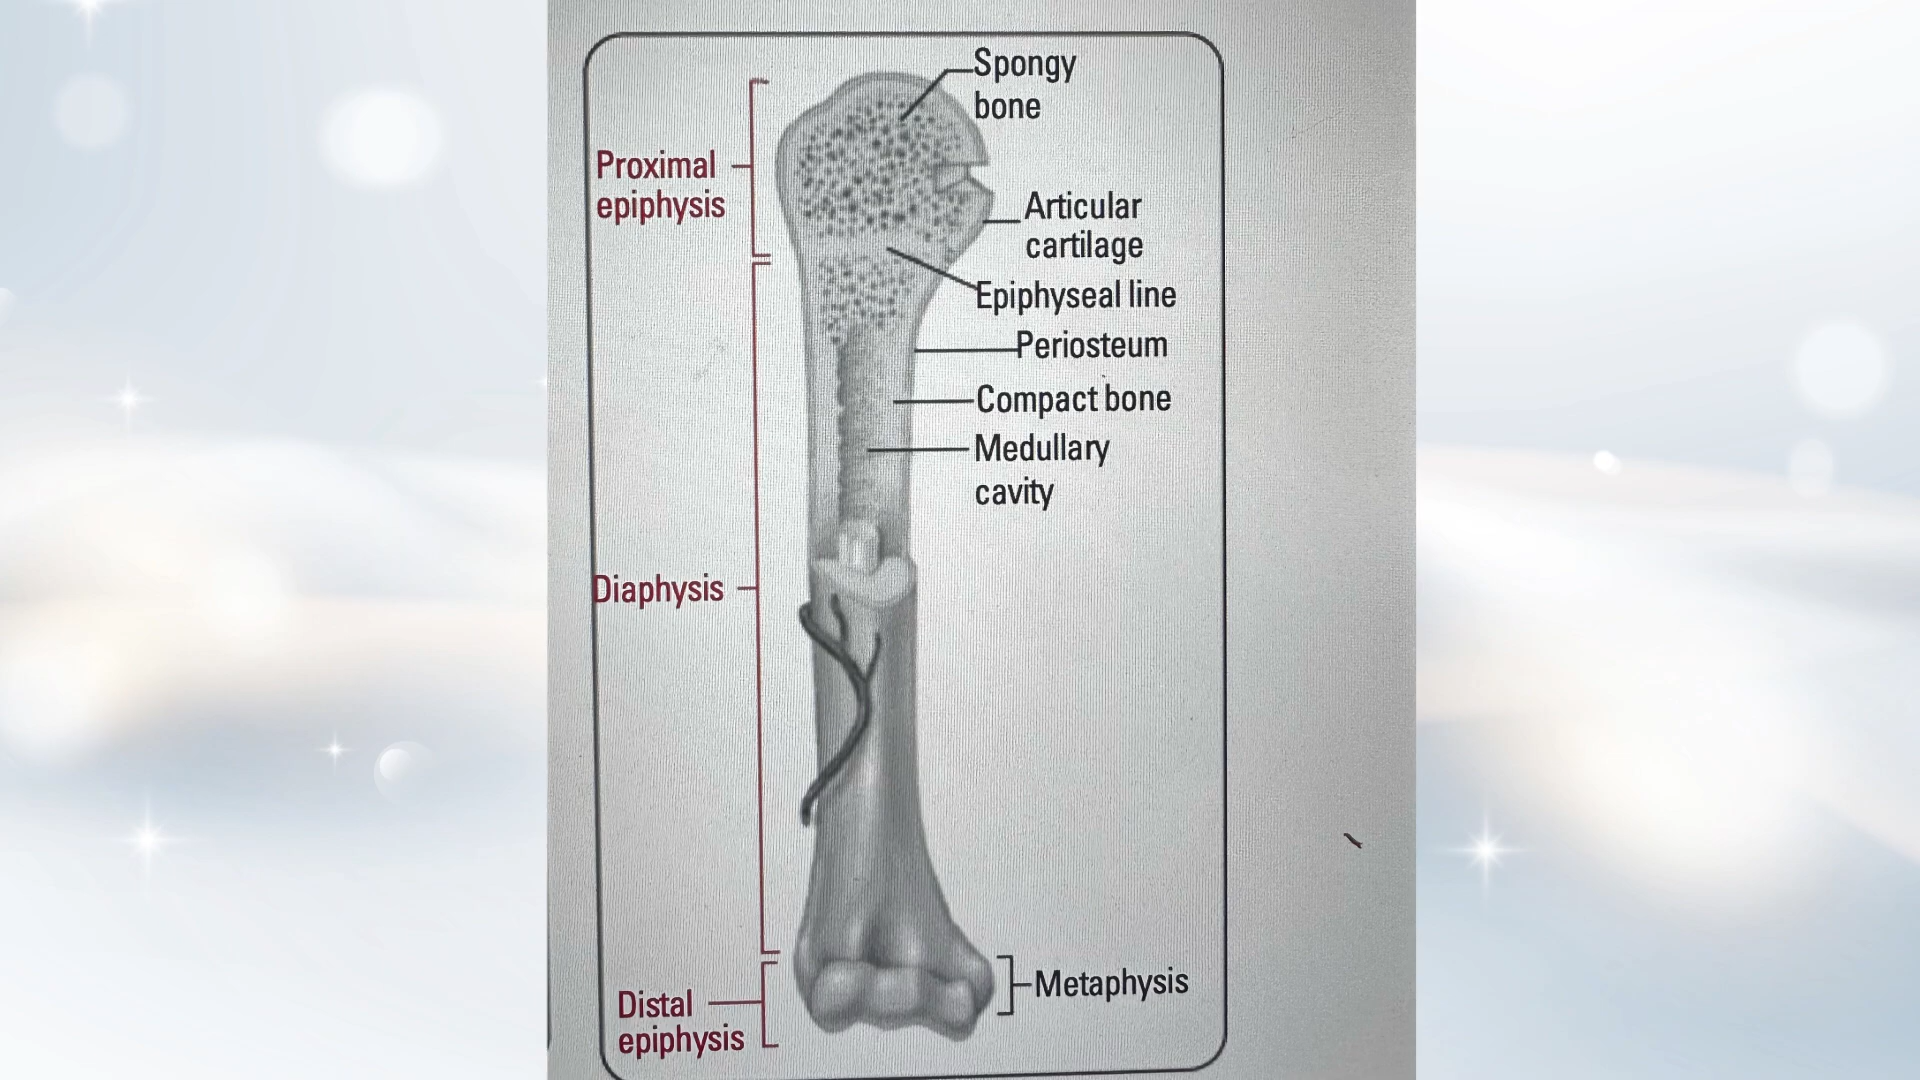 Spongy
bone
Proximal
epiphysis
Articular
cartilage
Epiphyseal line
Periosteum
Compact bone
Medullary
cavity
Diaphysis
Distal
epiphysis
Metaphysis